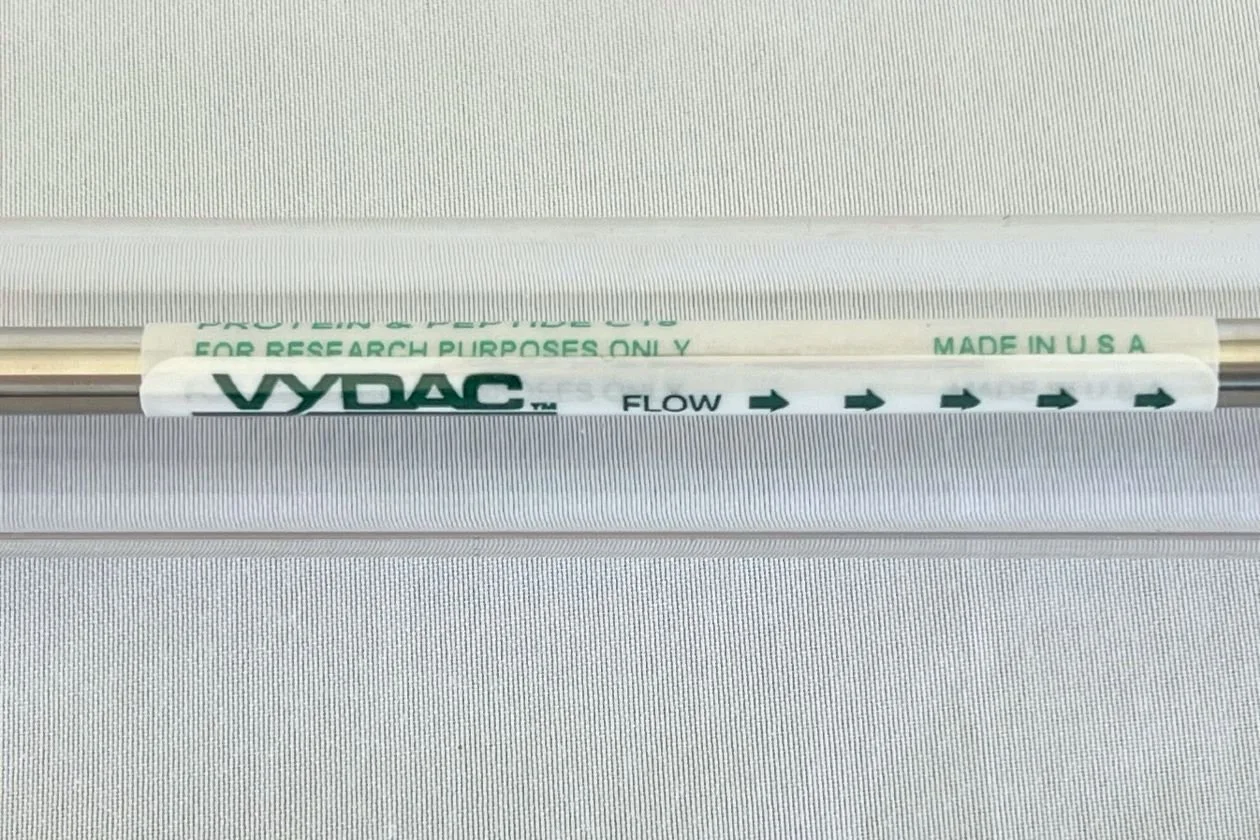 PROTEIN & PEPTIDE C18
FOR RESEARCH PURPOSES ONLY MADE IN U S A
VYDAC™ FLOW